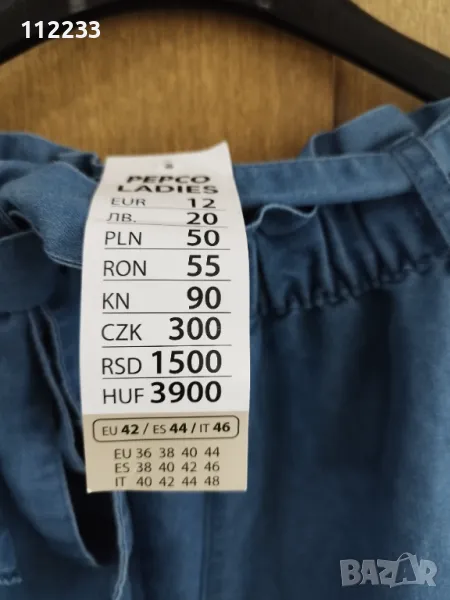 112233
PEPCO
LADIES
EUR 12
ЛВ. 20
PLN 50
RON 55
KN 90
CZK 300
RSD 1500
HUF 3900
EU 42 / ES 44 / IT 46
EU 36 38 40 44
ES 38 40 42 46
IT 40 42 44 48
BAZAR